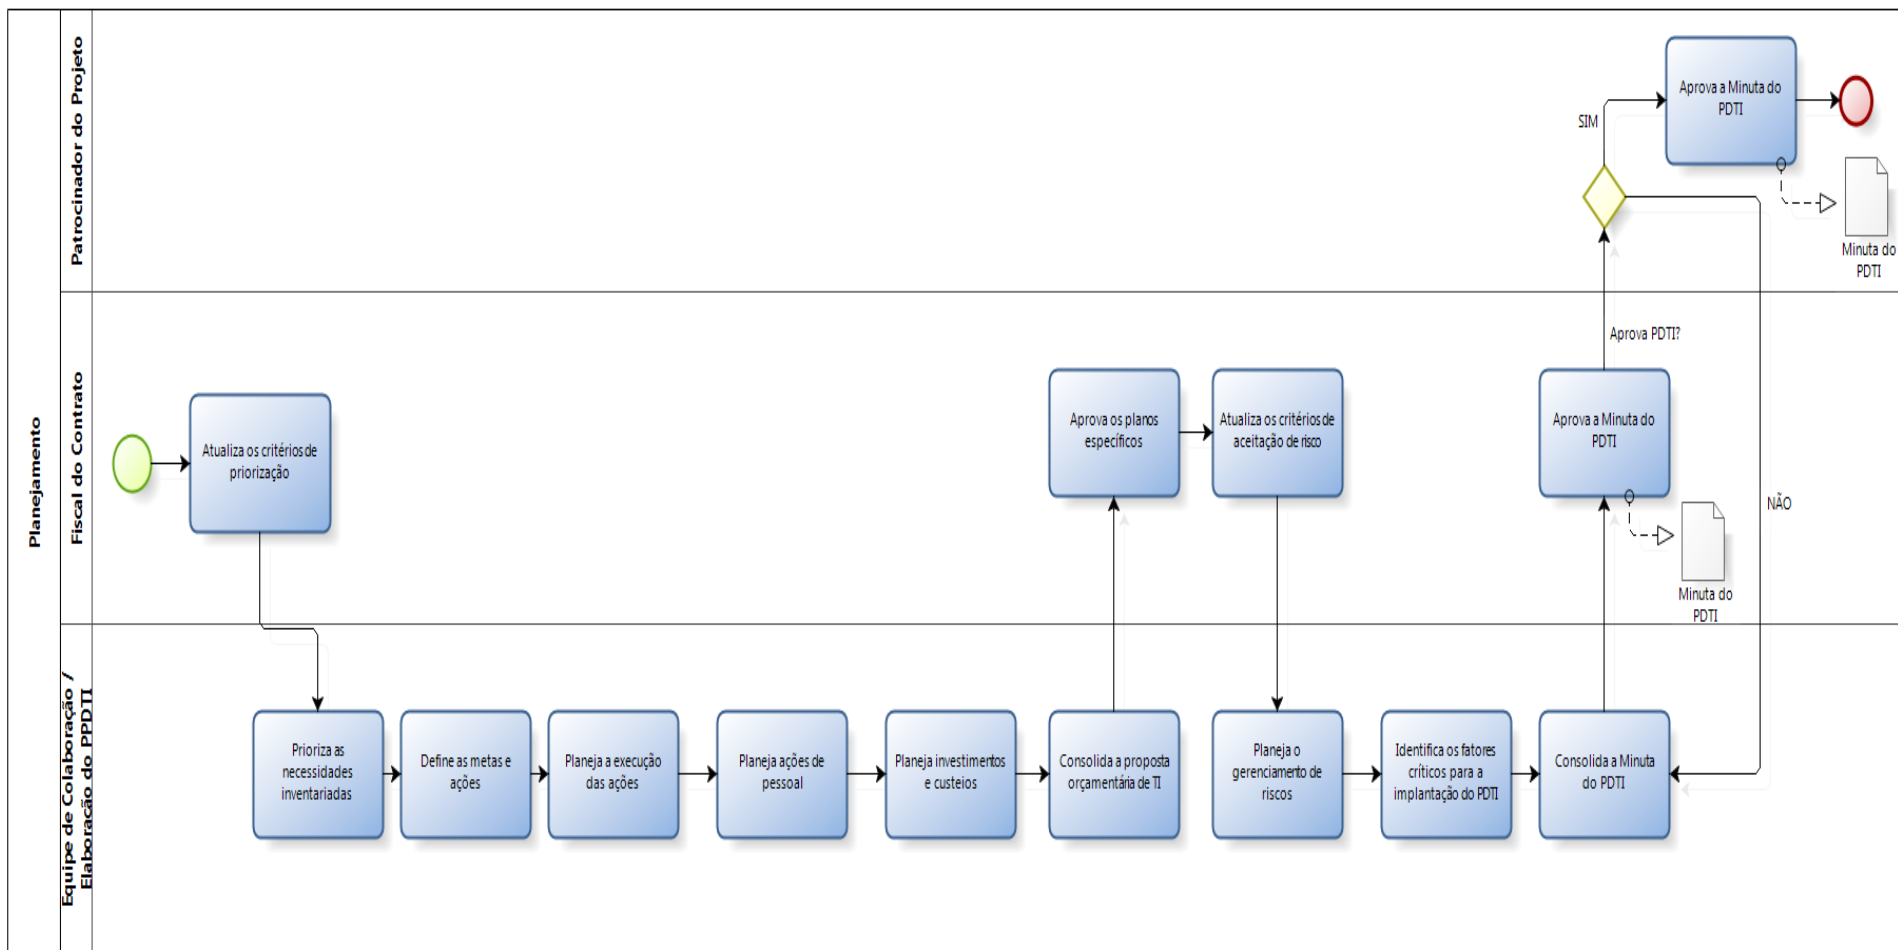 Planejamento
Patrocinador do Projeto
Aprova a Minuta do
PDTI
SIM
Minuta do
PDTI
Fiscal do Contrato
Atualiza os critérios de
priorização
Aprova os planos
específicos
Atualiza os critérios de
aceitação de risco
Aprova PDTI?
Aprova a Minuta do
PDTI
NÃO
Minuta do
PDTI
Equipe de Colaboração /
Elaboração do PPDTI
Prioriza as
necessidades
inventariadas
Define as metas e
ações
Planeja a execução
das ações
Planeja ações de
pessoal
Planeja investimentos
e custeios
Consolida a proposta
orçamentária de TI
Planeja o
gerenciamento de
riscos
Identifica os fatores
críticos para a
implantação do PDTI
Consolida a Minuta
do PDTI